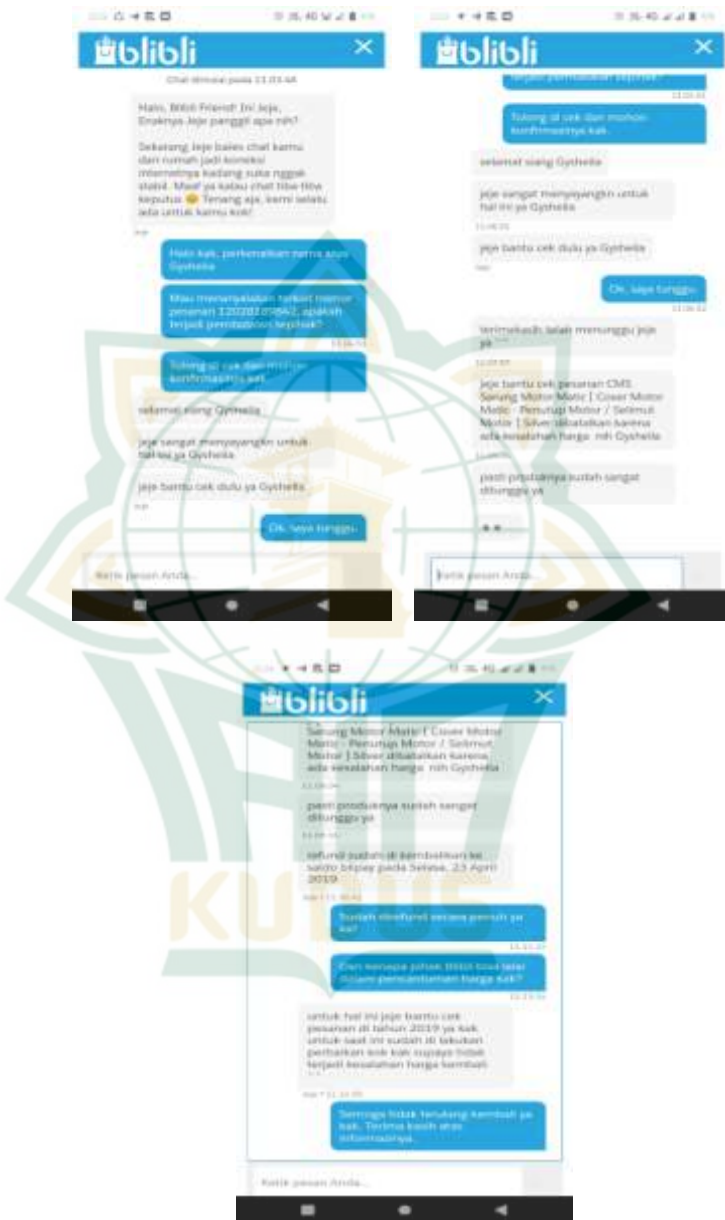 blibli
Chat dimulai pada 11.03.48
Halo, Blibli Friend! Ini Jeje,
Enaknya Jeje panggil apa nih?
Sekarang Jeje bales chat kamu
dari rumah jadi koneksi
internetnya kadang suka nggak
stabil. Maaf ya kalau chat tiba-tiba
keputus 😊 Tenang aja, kami selalu
ada untuk kamu kok!
Halo kak, perkenalkan nama saya
Gyshella
Mau menanyakan terkait nomor
pesanan apakah
terjadi pembatalan sepihak?
Tolong di cek dan mohon
konfirmasinya kak.
selamat siang Gyshella
jeje sangat menyayangkn untuk
hal ini ya Gyshella
jeje bantu cek dulu ya Gyshella
Ok, saya tunggu.
Ketik pesan Anda...
blibli
terjadi pembatalan sepihak?
Tolong di cek dan mohon
konfirmasinya kak.
selamat siang Gyshella
jeje sangat menyayangkn untuk
hal ini ya Gyshella
jeje bantu cek dulu ya Gyshella
Ok, saya tunggu.
terimakasih telah menunggu jeje
ya ^^
jeje bantu cek pesanan CMS
Sarung Motor Matic [ Cover Motor
Matic - Penutup Motor / Selimut
Motor ] Silver dibatalkan karena
ada kesalahan harga nih Gyshella
pasti produknya sudah sangat
ditunggu ya
Ketik pesan Anda...
blibli
Sarung Motor Matic [ Cover Motor
Matic - Penutup Motor / Selimut
Motor ] Silver dibatalkan karena
ada kesalahan harga nih Gyshella
pasti produknya sudah sangat
ditunggu ya
refund sudah di kembalikan ke
saldo blipay pada Selasa, 23 April
2019
Sudah direfund secara penuh ya
ka?
Dan kenapa pihak Blibli bisa lalai
dalam pencantuman harga kak?
untuk hal ini jeje bantu cek
pesanan di tahun 2019 ya kak
untuk saat ini sudah di lakukan
perbaikan kok kak supaya tidak
terjadi kesalahan harga kembali
^^
Semoga tidak terulang kembali ya
kak. Terima kasih atas
informasinya.
Ketik pesan Anda...
KUDUS